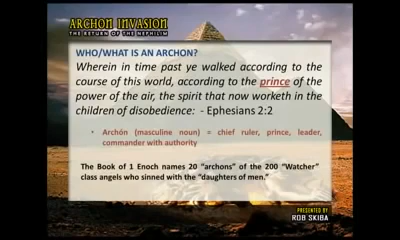 ARCHON INVASION
THE RETURN OF THE NEPHILIM
WHO/WHAT IS AN ARCHON?
Wherein in time past ye walked according to the
course of this world, according to the prince of the
power of the air, the spirit that now worketh in the
children of disobedience: - Ephesians 2:2
• Archón (masculine noun) = chief ruler, prince, leader,
commander with authority
The Book of 1 Enoch names 20 “archons” of the 200 “Watcher”
class angels who sinned with the “daughters of men.”
PRESENTED BY
ROB SKIBA